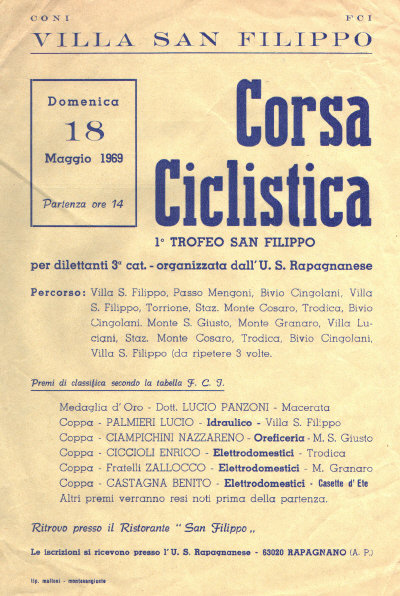 CONI FCI
VILLA SAN FILIPPO
Domenica
18
Maggio 1969
Partenza ore 14
Corsa
Ciclistica
1° TROFEO SAN FILIPPO
per dilettanti 3ª cat. - organizzata dall'U. S. Rapagnanese
Percorso: Villa S. Filippo, Passo Mengoni, Bivio Cingolani, Villa
S. Filippo, Torrione, Staz. Monte Cosaro, Trodica, Bivio
Cingolani. Monte S. Giusto, Monte Granaro, Villa Lu-
ciani, Staz. Monte Cosaro, Trodica, Bivio Cingolani,
Villa S. Filippo (da ripetere 3 volte.
Premi di classifica secondo la tabella F. C. I.
Medaglia d'Oro - Dott. LUCIO PANZONI - Macerata
Coppa - PALMIERI LUCIO - Idraulico - Villa S. Filippo
Coppa - CIAMPICHINI NAZZARENO - Oreficeria - M. S. Giusto
Coppa - CICCIOLI ENRICO - Elettrodomestici - Trodica
Coppa - Fratelli ZALLOCCO - Elettrodomestici - M. Granaro
Coppa - CASTAGNA BENITO - Elettrodomestici - Casette d'Ete
Altri premi verranno resi noti prima della partenza.
Ritrovo presso il Ristorante "San Filippo„
Le iscrizioni si ricevono presso l'U. S. Rapagnanese - 63020 RAPAGNANO (A. P.)
tip. malloni - montesangiusto